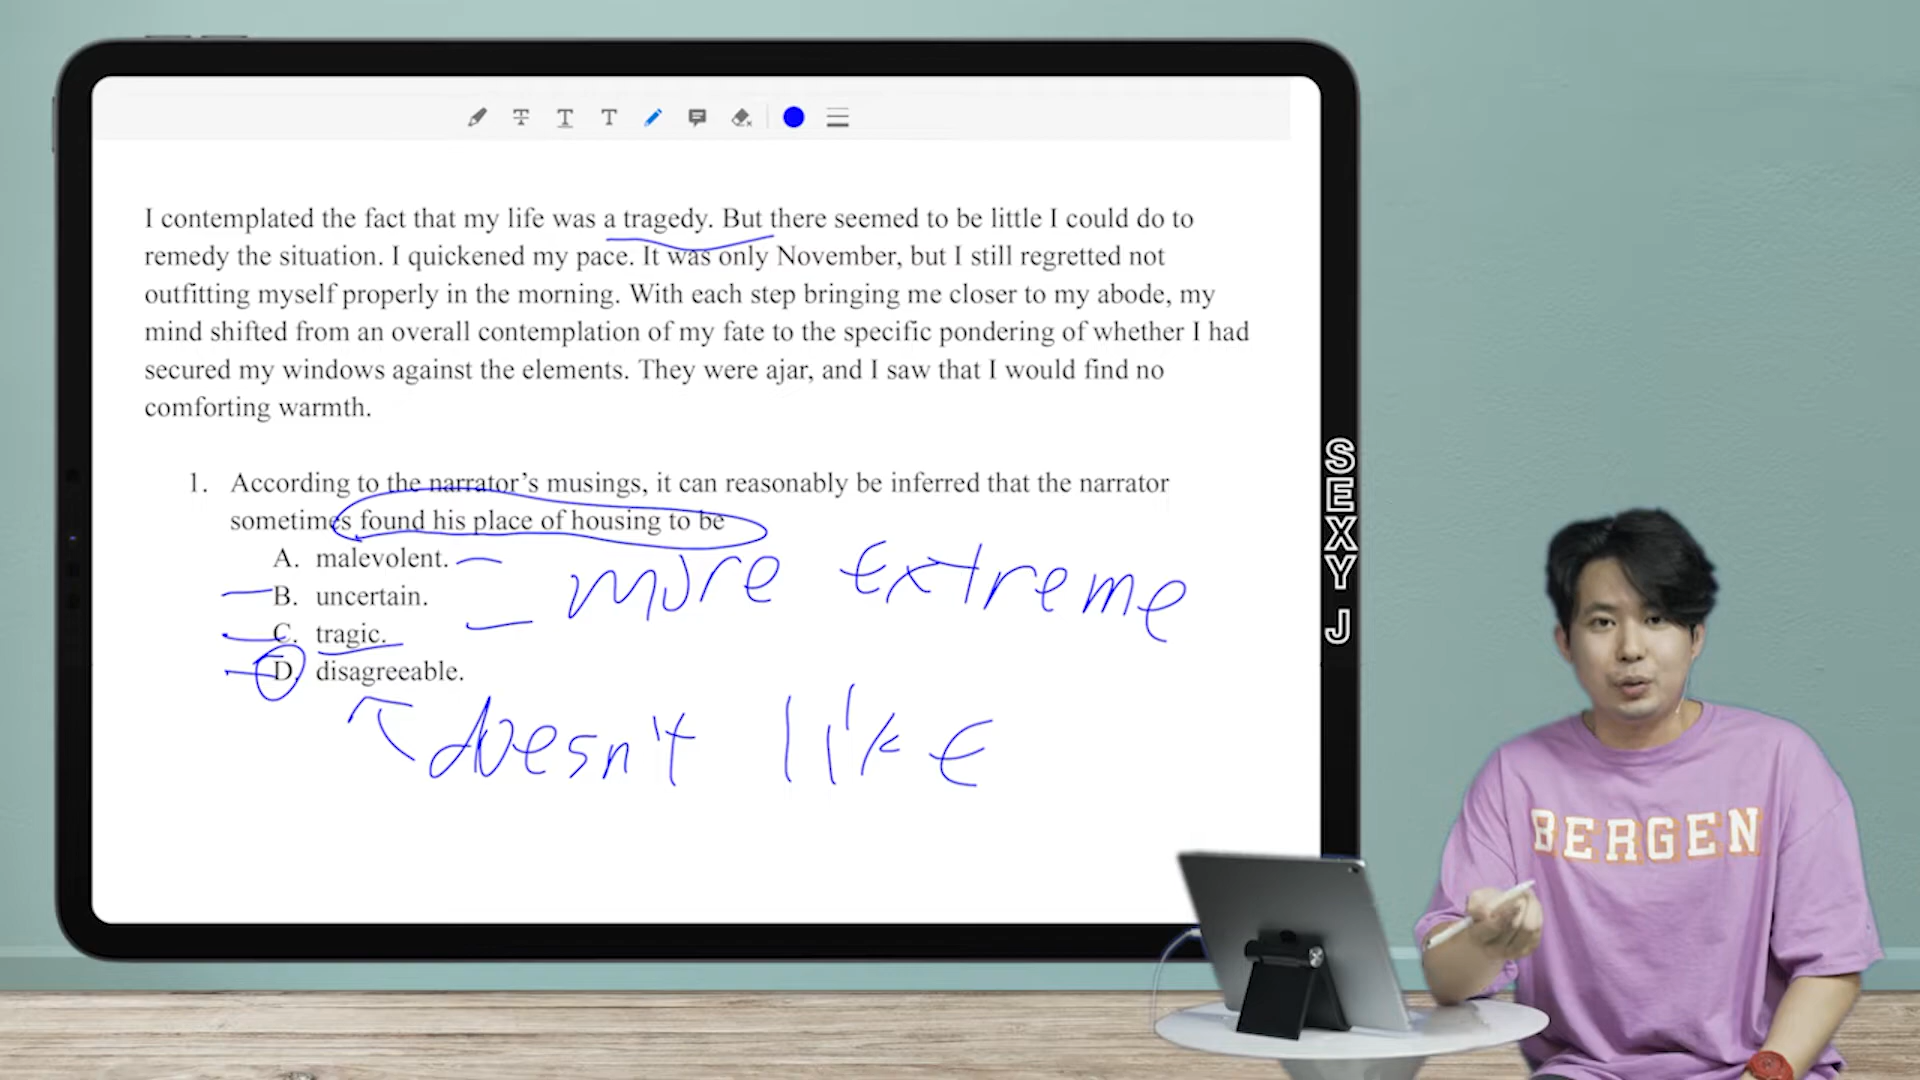 I contemplated the fact that my life was a tragedy. But there seemed to be little I could do to
remedy the situation. I quickened my pace. It was only November, but I still regretted not
outfitting myself properly in the morning. With each step bringing me closer to my abode, my
mind shifted from an overall contemplation of my fate to the specific pondering of whether I had
secured my windows against the elements. They were ajar, and I saw that I would find no
comforting warmth.
1. According to the narrator’s musings, it can reasonably be inferred that the narrator
sometimes found his place of housing to be
A. malevolent.
B. uncertain.
C. tragic.
D. disagreeable.
more extreme
doesn't like
SEXY J
BERGEN